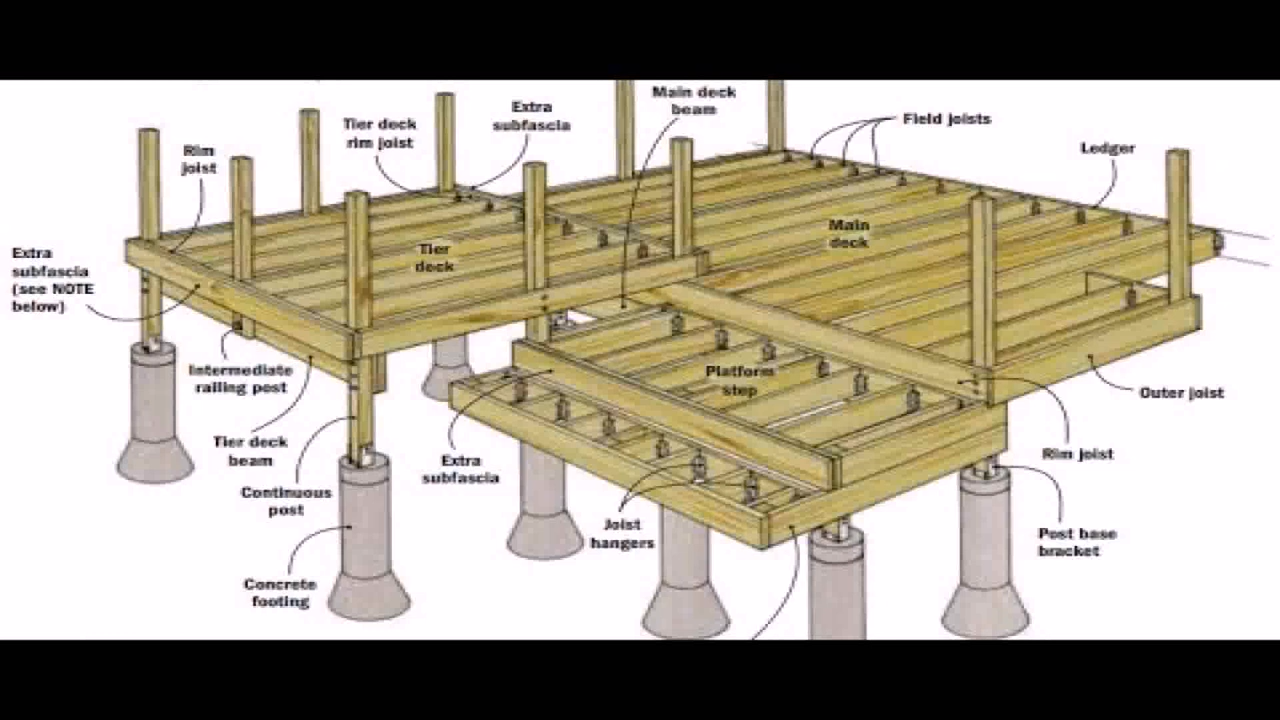 Main deck
beam
Extra
subfascia
Tier deck
rim joist
Field joists
Rim
joist
Ledger
Main
deck
Tier
deck
Extra
subfascia
(see NOTE
below)
Intermediate
railing post
Platform
step
Outer joist
Tier deck
beam
Extra
subfascia
Rim joist
Continuous
post
Joist
hangers
Post base
bracket
Concrete
footing